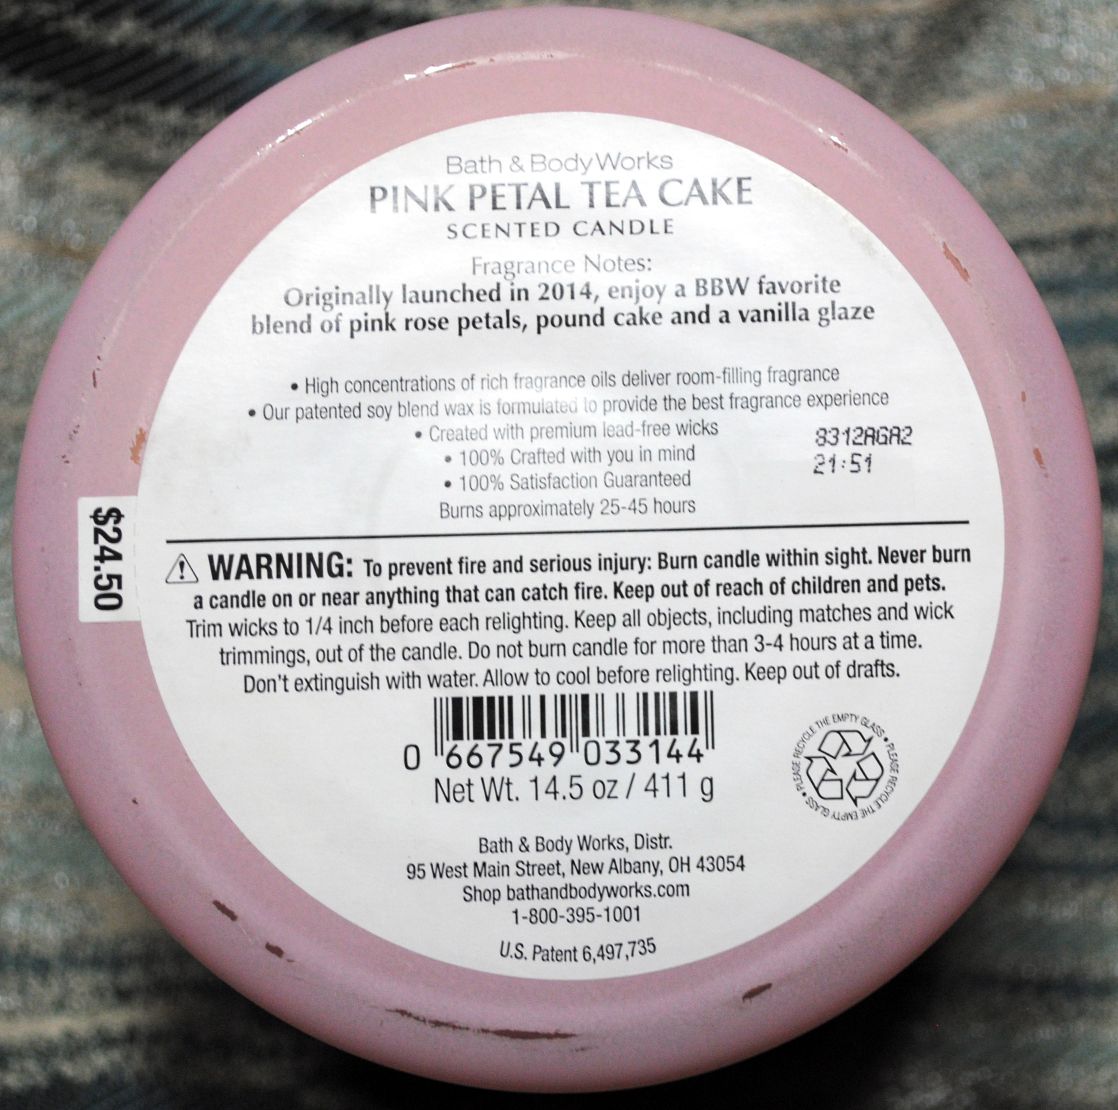 Bath & Body Works
PINK PETAL TEA CAKE
SCENTED CANDLE
Fragrance Notes:
Originally launched in 2014, enjoy a BBW favorite
blend of pink rose petals, pound cake and a vanilla glaze
• High concentrations of rich fragrance oils deliver room-filling fragrance
• Our patented soy blend wax is formulated to provide the best fragrance experience
• Created with premium lead-free wicks
• 100% Crafted with you in mind
• 100% Satisfaction Guaranteed
Burns approximately 25-45 hours
8312AGA2
21:51
$24.50
WARNING: To prevent fire and serious injury: Burn candle within sight. Never burn
a candle on or near anything that can catch fire. Keep out of reach of children and pets.
Trim wicks to 1/4 inch before each relighting. Keep all objects, including matches and wick
trimmings, out of the candle. Do not burn candle for more than 3-4 hours at a time.
Don't extinguish with water. Allow to cool before relighting. Keep out of drafts.
0 667549 033144
Net Wt. 14.5 oz / 411 g
PLEASE RECYCLE THE EMPTY GLASS • PLEASE RECYCLE THE EMPTY GLASS •
Bath & Body Works, Distr.
95 West Main Street, New Albany, OH 43054
Shop bathandbodyworks.com
1-800-395-1001
U.S. Patent 6,497,735